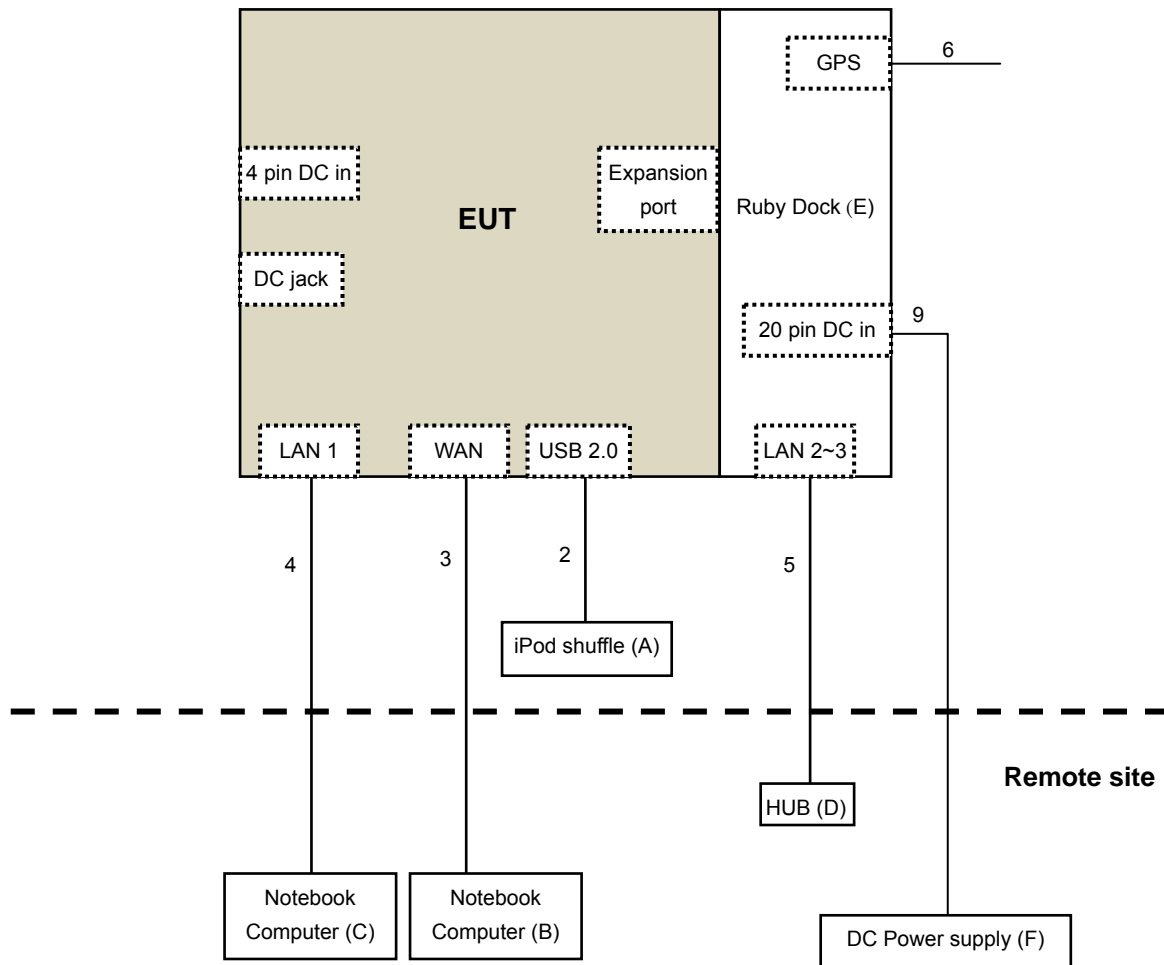 GPS
6
4 pin DC in
Expansion
port
EUT
Ruby Dock (E)
DC jack
20 pin DC in
9
LAN 1
WAN
USB 2.0
LAN 2~3
4
3
2
5
iPod shuffle (A)
Remote site
HUB (D)
Notebook
Computer (C)
Notebook
Computer (B)
DC Power supply (F)